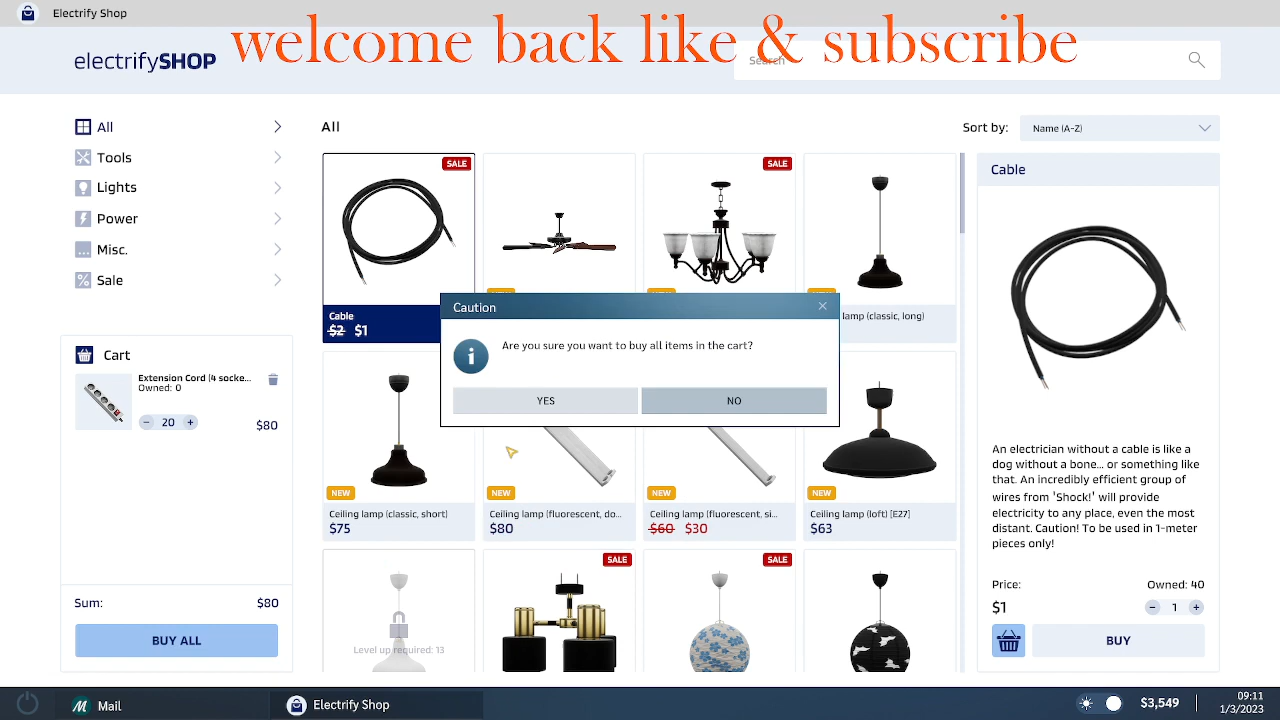 Electrify Shop
welcome back like & subscribe
electrifySHOP
Search
All
Tools
Lights
Power
Misc.
Sale
All
Sort by:
Name (A-Z)
SALE
Cable
$2 $1
SALE
lamp (classic, long)
Caution
Are you sure you want to buy all items in the cart?
YES
NO
NEW
Ceiling lamp (classic, short)
$75
NEW
Ceiling lamp (fluorescent, do...
$80
NEW
Ceiling lamp (fluorescent, si...
$60 $30
NEW
Ceiling lamp (loft) [E27]
$63
Level up required: 13
SALE
SALE
Cart
Extension Cord (4 socke...
Owned: 0
− 20 +
$80
Sum:
$80
BUY ALL
Cable
An electrician without a cable is like a
dog without a bone... or something like
that. An incredibly efficient group of
wires from 'Shock!' will provide
electricity to any place, even the most
distant. Caution! To be used in 1-meter
pieces only!
Price:
Owned: 40
$1
− 1 +
BUY
Mail
Electrify Shop
$3,549
09:11
1/3/2023